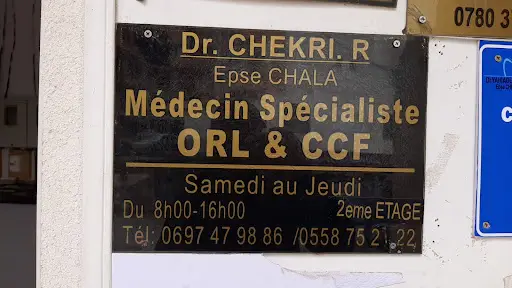 Dr. CHEKRI. R
Epse CHALA
Médecin Spécialiste
ORL & CCF
Samedi au Jeudi
Du 8h00-16h00 2eme ETAGE
Tél: 0697 47 98 86 /0558 75 21 22
0780 3